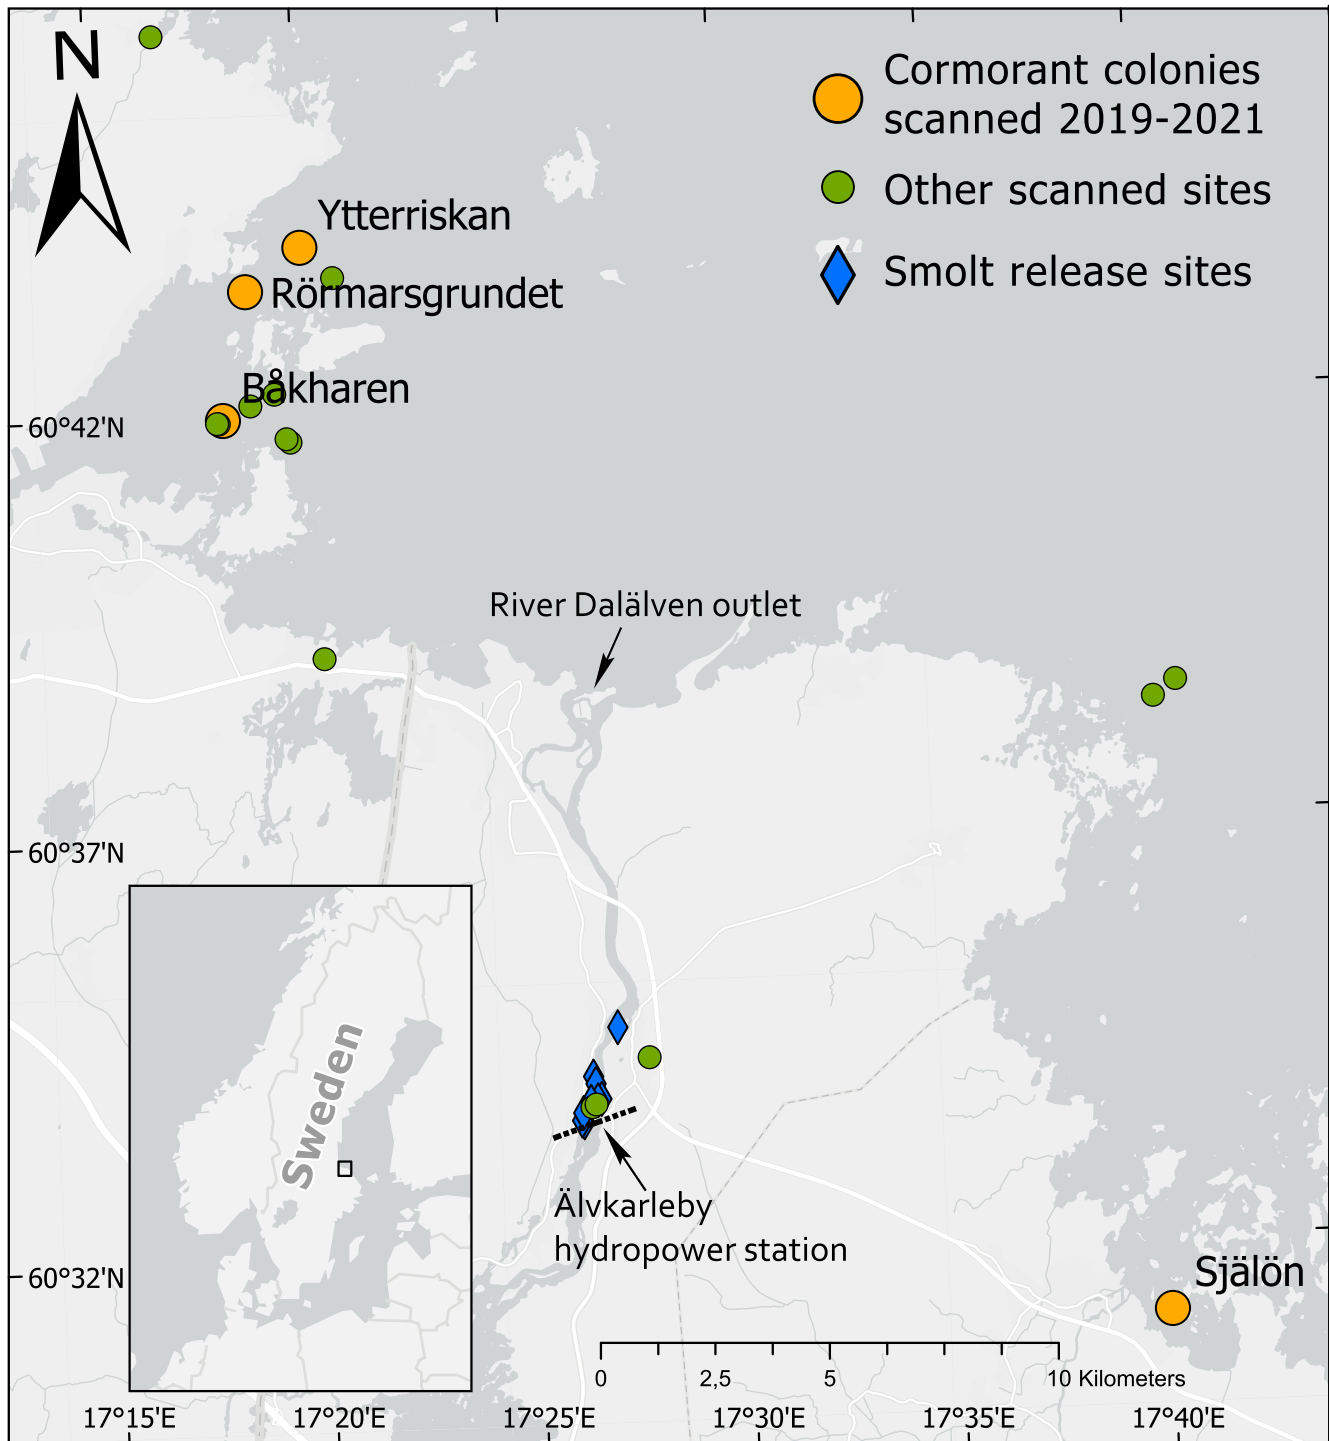 N
Cormorant colonies
scanned 2019-2021
Other scanned sites
Smolt release sites
Ytterriskan
Rörmarsgrundet
Båkharen
60°42'N
River Dalälven outlet
60°37'N
Sweden
Älvkarleby
hydropower station
60°32'N
Själön
0 2,5 5 10 Kilometers
17°15'E 17°20'E 17°25'E 17°30'E 17°35'E 17°40'E